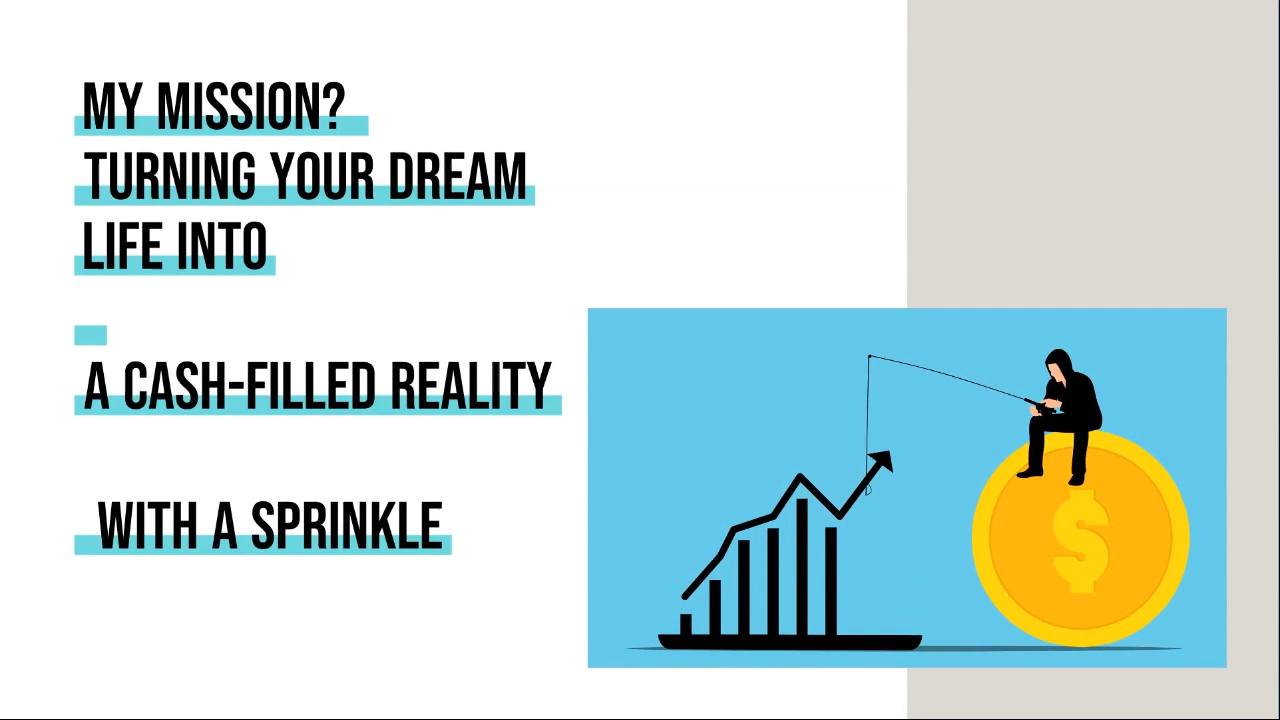 MY MISSION?
TURNING YOUR DREAM
LIFE INTO
A CASH-FILLED REALITY
WITH A SPRINKLE
$